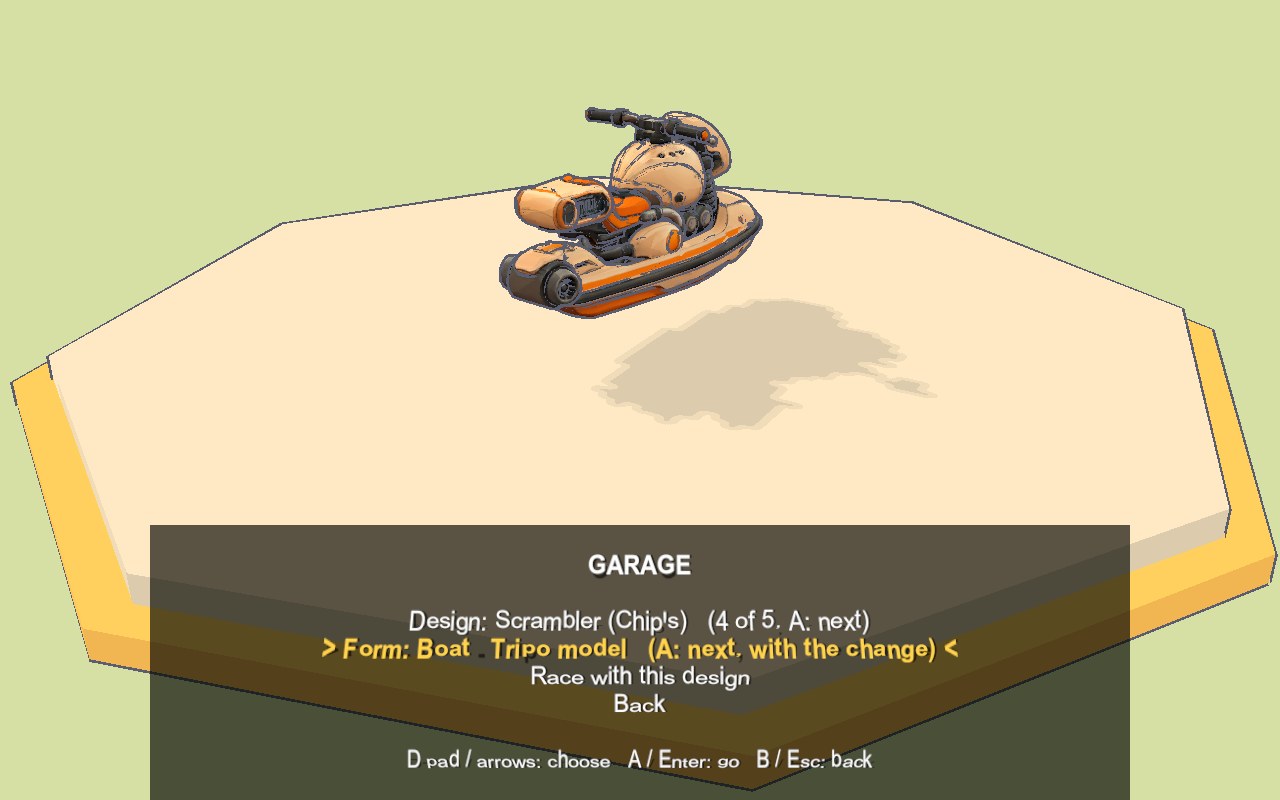 GARAGE
Design: Scrambler (Chip's) (4 of 5. A: next)
> Form: Boat - Tripo model (A: next, with the change) <
Race with this design
Back
D pad / arrows: choose A / Enter: go B / Esc: back